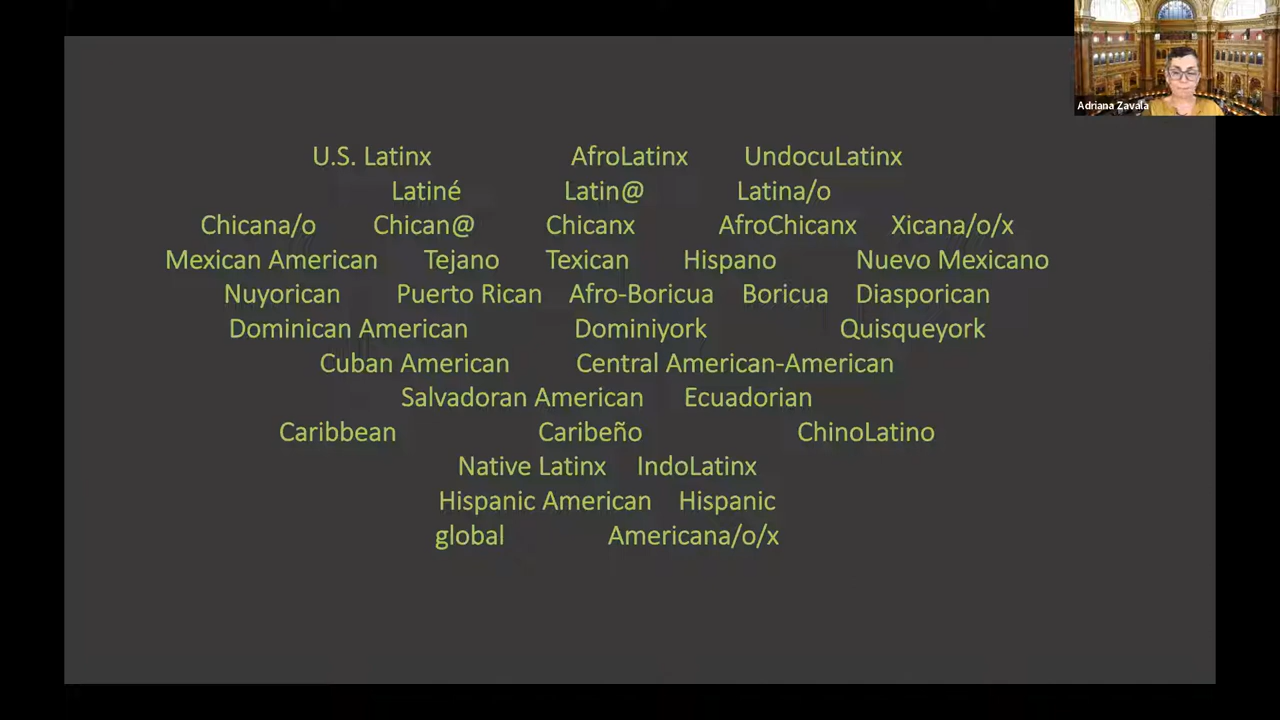 Adriana Zavala
U.S. Latinx AfroLatinx UndocuLatinx
Latiné Latin@ Latina/o
Chicana/o Chican@ Chicanx AfroChicanx Xicana/o/x
Mexican American Tejano Texican Hispano Nuevo Mexicano
Nuyorican Puerto Rican Afro-Boricua Boricua Diasporican
Dominican American Dominiyork Quisqueyork
Cuban American Central American-American
Salvadoran American Ecuadorian
Caribbean Caribeño ChinoLatino
Native Latinx IndoLatinx
Hispanic American Hispanic
global Americana/o/x